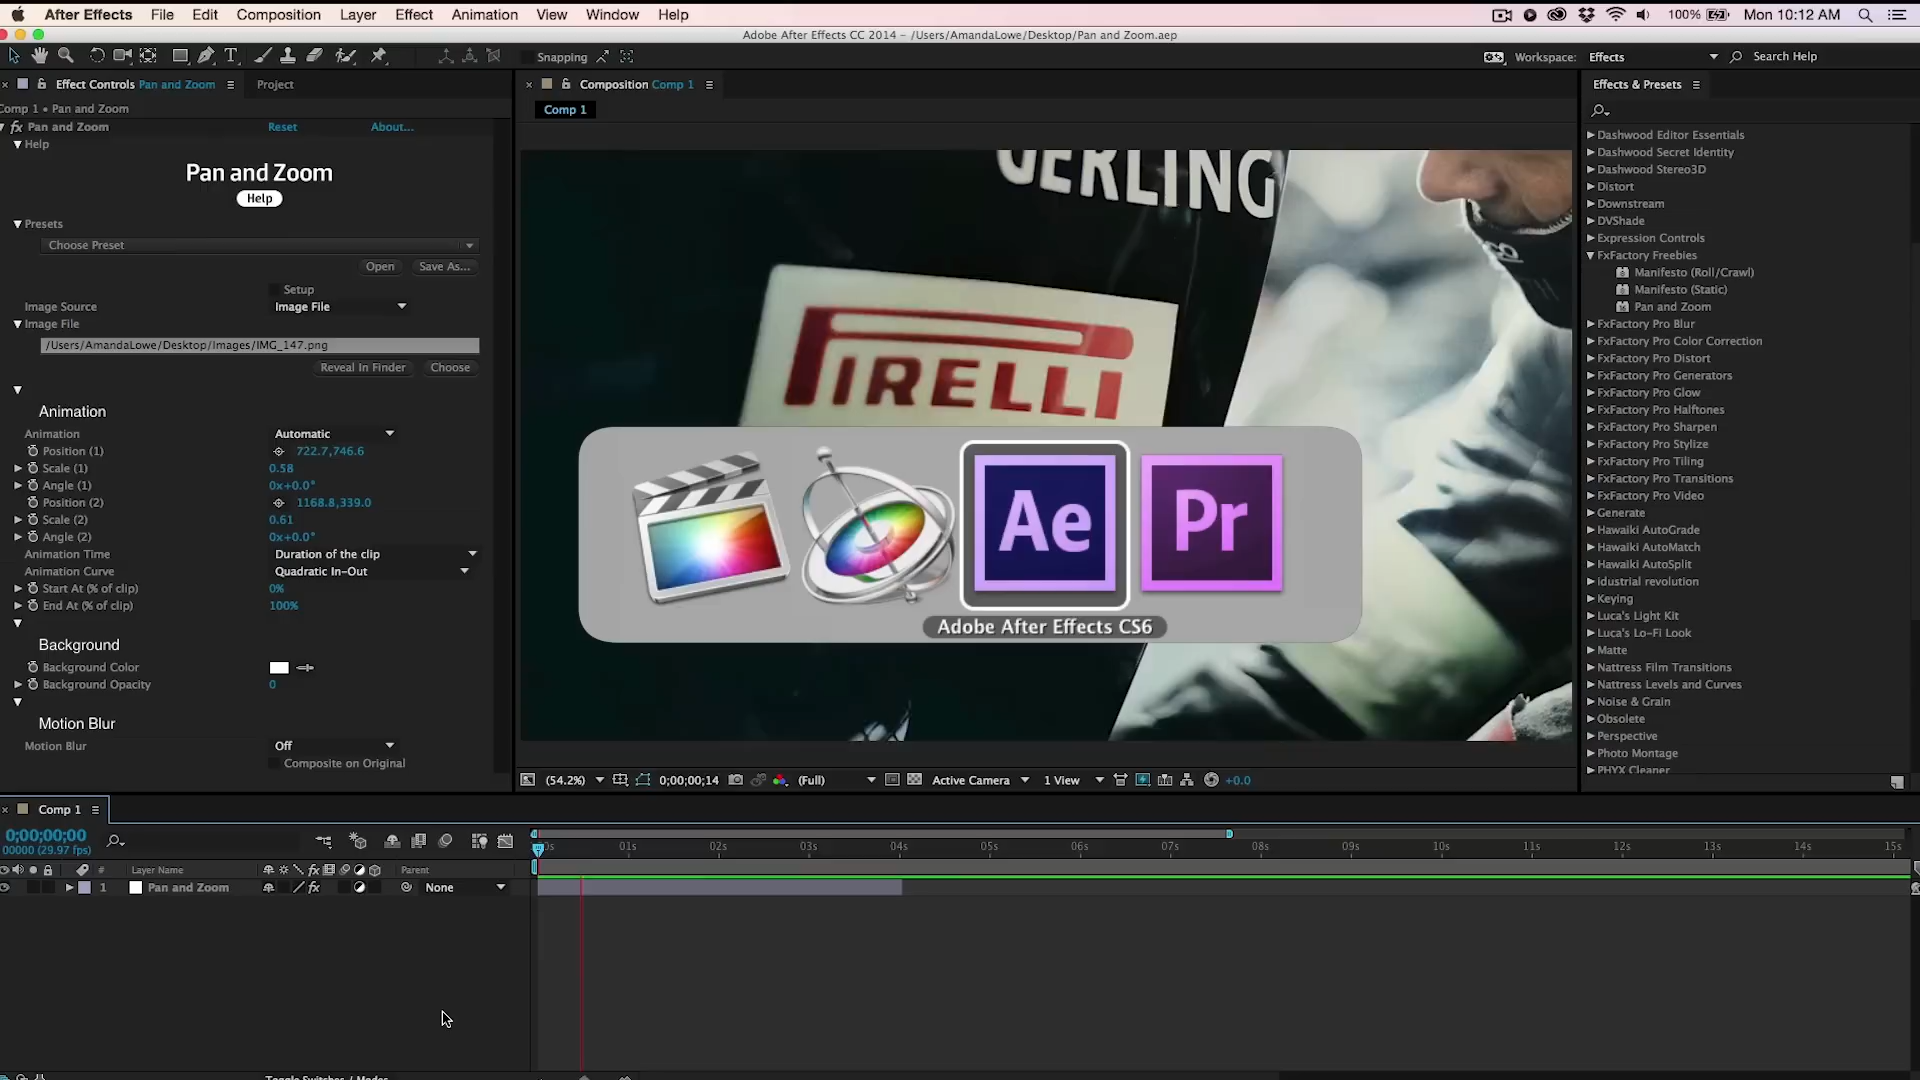 After Effects File Edit Composition Layer Effect Animation View Window Help 100% Mon 10:12 AM
Adobe After Effects CC 2014 - /Users/AmandaLowe/Desktop/Pan and Zoom.aep
Snapping Workspace: Effects Search Help
Effect Controls Pan and Zoom Project
Comp 1 • Pan and Zoom
fx Pan and Zoom Reset About...
Help
Pan and Zoom
Help
Presets
Choose Preset
Open Save As...
Setup
Image Source Image File
Image File
/Users/AmandaLowe/Desktop/Images/IMG_147.png
Reveal In Finder Choose
Animation
Animation Automatic
Position (1) 722.7,746.6
Scale (1) 0.58
Angle (1) 0x+0.0°
Position (2) 1168.8,339.0
Scale (2) 0.61
Angle (2) 0x+0.0°
Animation Time Duration of the clip
Animation Curve Quadratic In-Out
Start At (% of clip) 0%
End At (% of clip) 100%
Background
Background Color
Background Opacity 0
Motion Blur
Motion Blur Off
Composite on Original
Composition Comp 1
Comp 1
GERLING
PIRELLI
Ae Pr
Adobe After Effects CS6
(54.2%) 0;00;00;14 (Full) Active Camera 1 View +0.0
Effects & Presets
Dashwood Editor Essentials
Dashwood Secret Identity
Dashwood Stereo3D
Distort
Downstream
DVShade
Expression Controls
FxFactory Freebies
Manifesto (Roll/Crawl)
Manifesto (Static)
Pan and Zoom
FxFactory Pro Blur
FxFactory Pro Color Correction
FxFactory Pro Distort
FxFactory Pro Generators
FxFactory Pro Glow
FxFactory Pro Halftones
FxFactory Pro Sharpen
FxFactory Pro Stylize
FxFactory Pro Tiling
FxFactory Pro Transitions
FxFactory Pro Video
Generate
Hawaiki AutoGrade
Hawaiki AutoMatch
Hawaiki AutoSplit
idustrial revolution
Keying
Luca's Light Kit
Luca's Lo-Fi Look
Matte
Nattress Film Transitions
Nattress Levels and Curves
Noise & Grain
Obsolete
Perspective
Photo Montage
PHYX Cleaner
Comp 1
0;00;00;00
00000 (29.97 fps)
01s 02s 03s 04s 05s 06s 07s 08s 09s 10s 11s 12s 13s 14s 15s
# Layer Name fx Parent
1 Pan and Zoom fx None
Toggle Switches / Modes